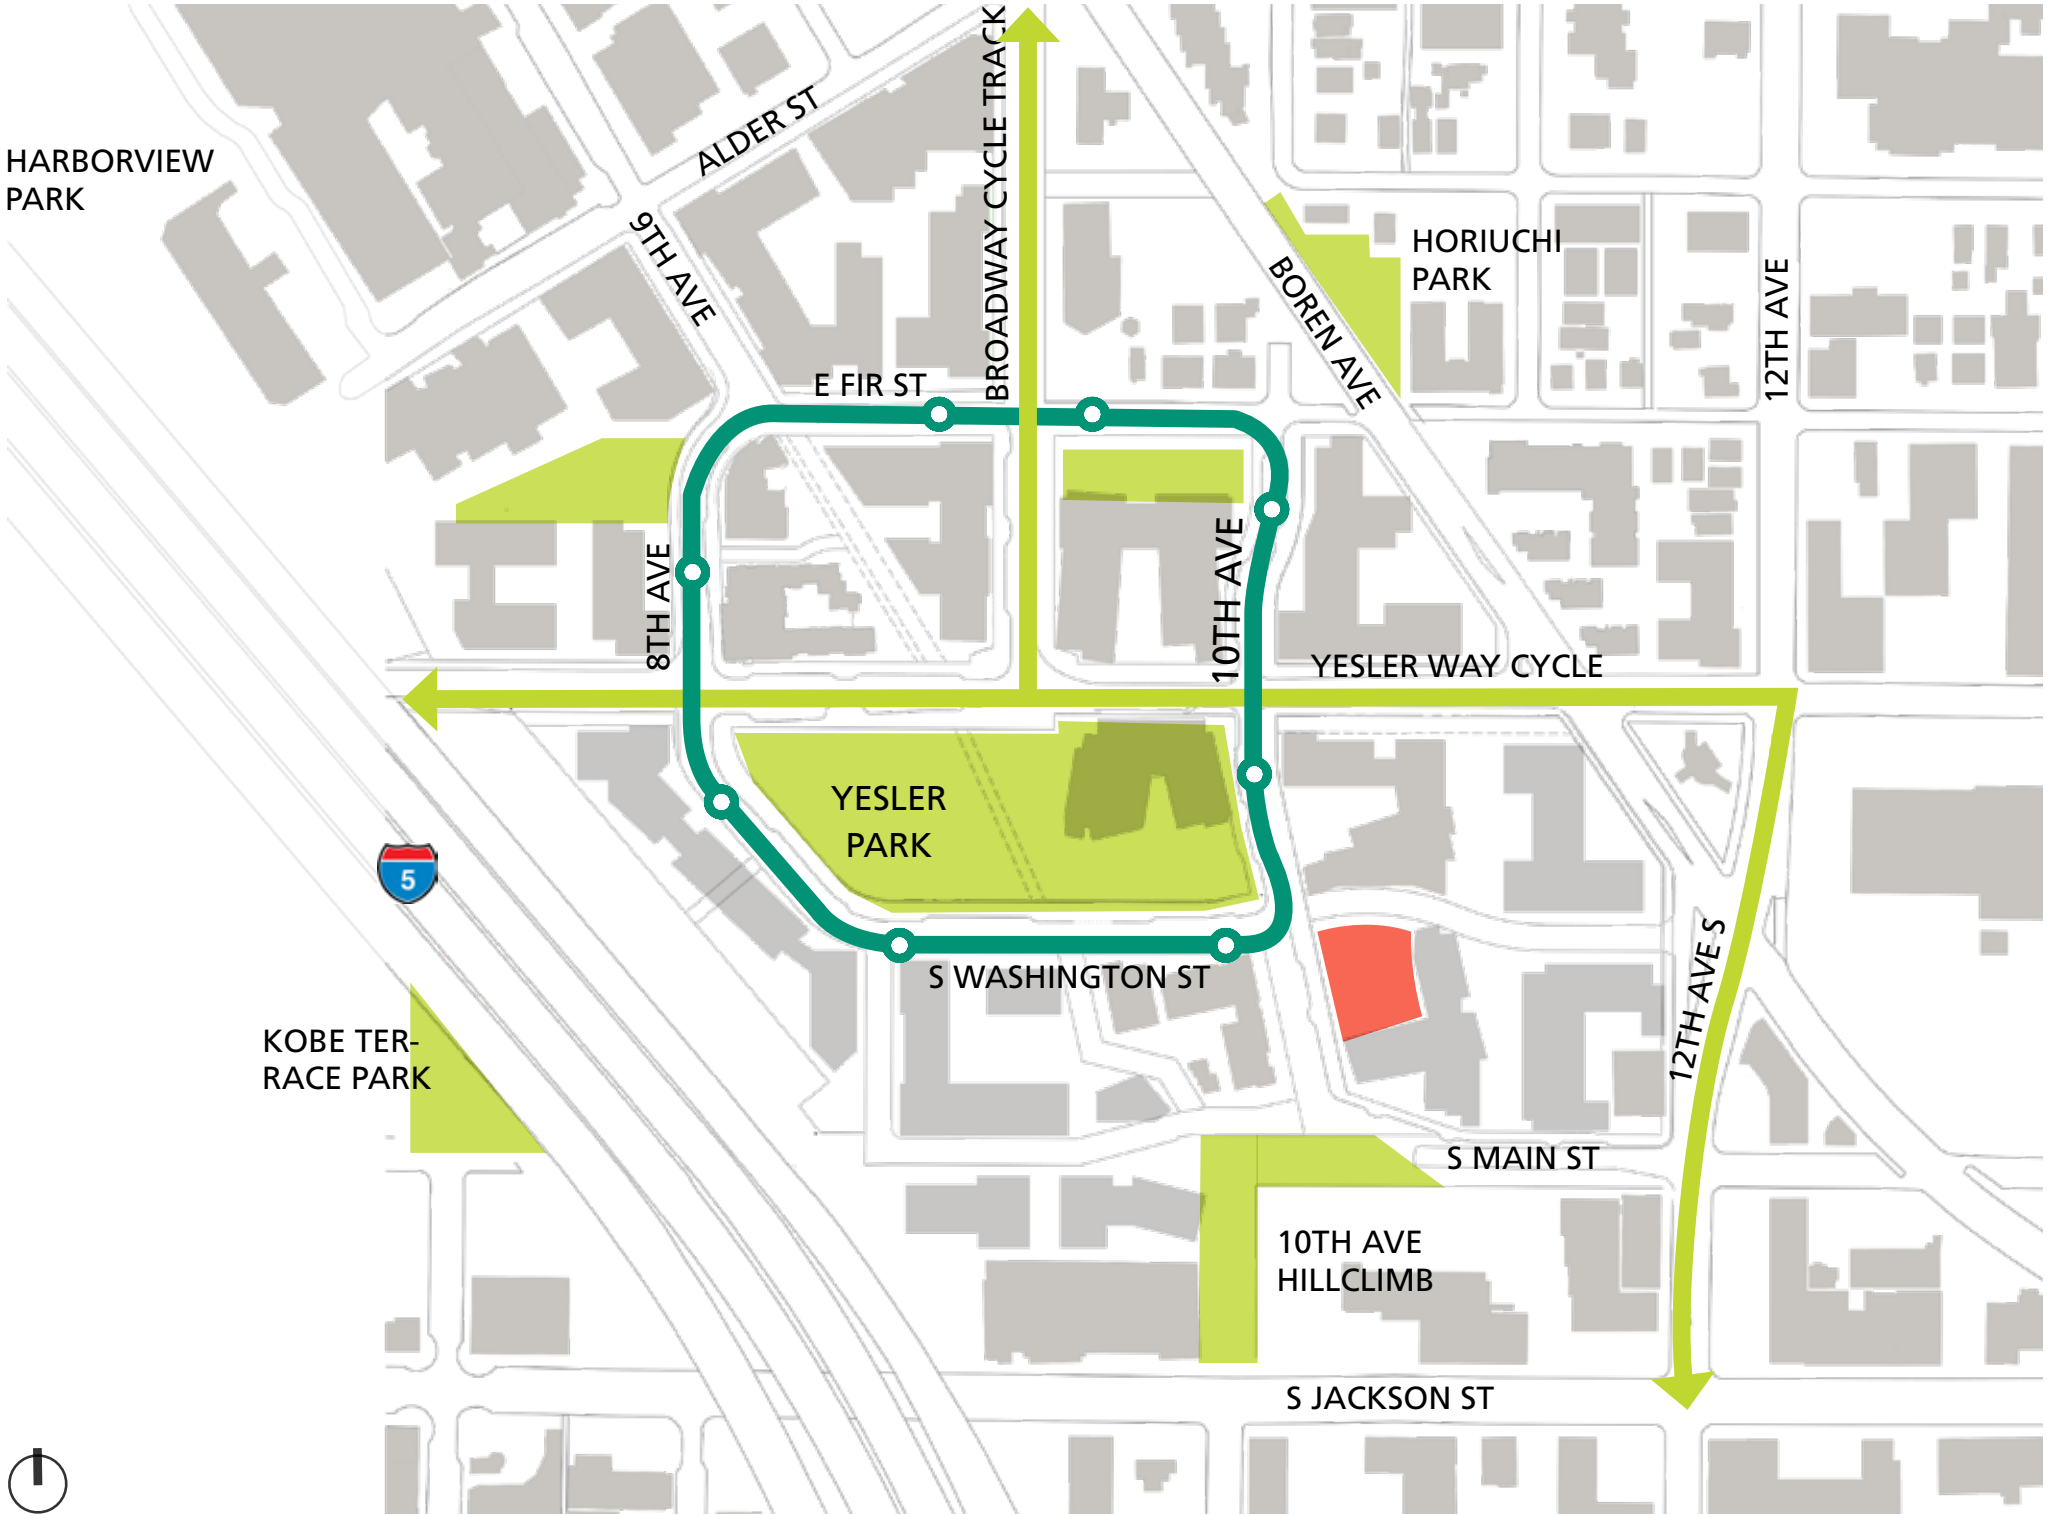 BROADWAY CYCLE TRACK
ALDER ST
HARBORVIEW
PARK
9TH AVE
HORIUCHI
PARK
BOREN AVE
12TH AVE
E FIR ST
8TH AVE
10TH AVE
YESLER WAY CYCLE
YESLER
PARK
5
S WASHINGTON ST
12TH AVE S
KOBE TER-
RACE PARK
S MAIN ST
10TH AVE
HILLCLIMB
S JACKSON ST